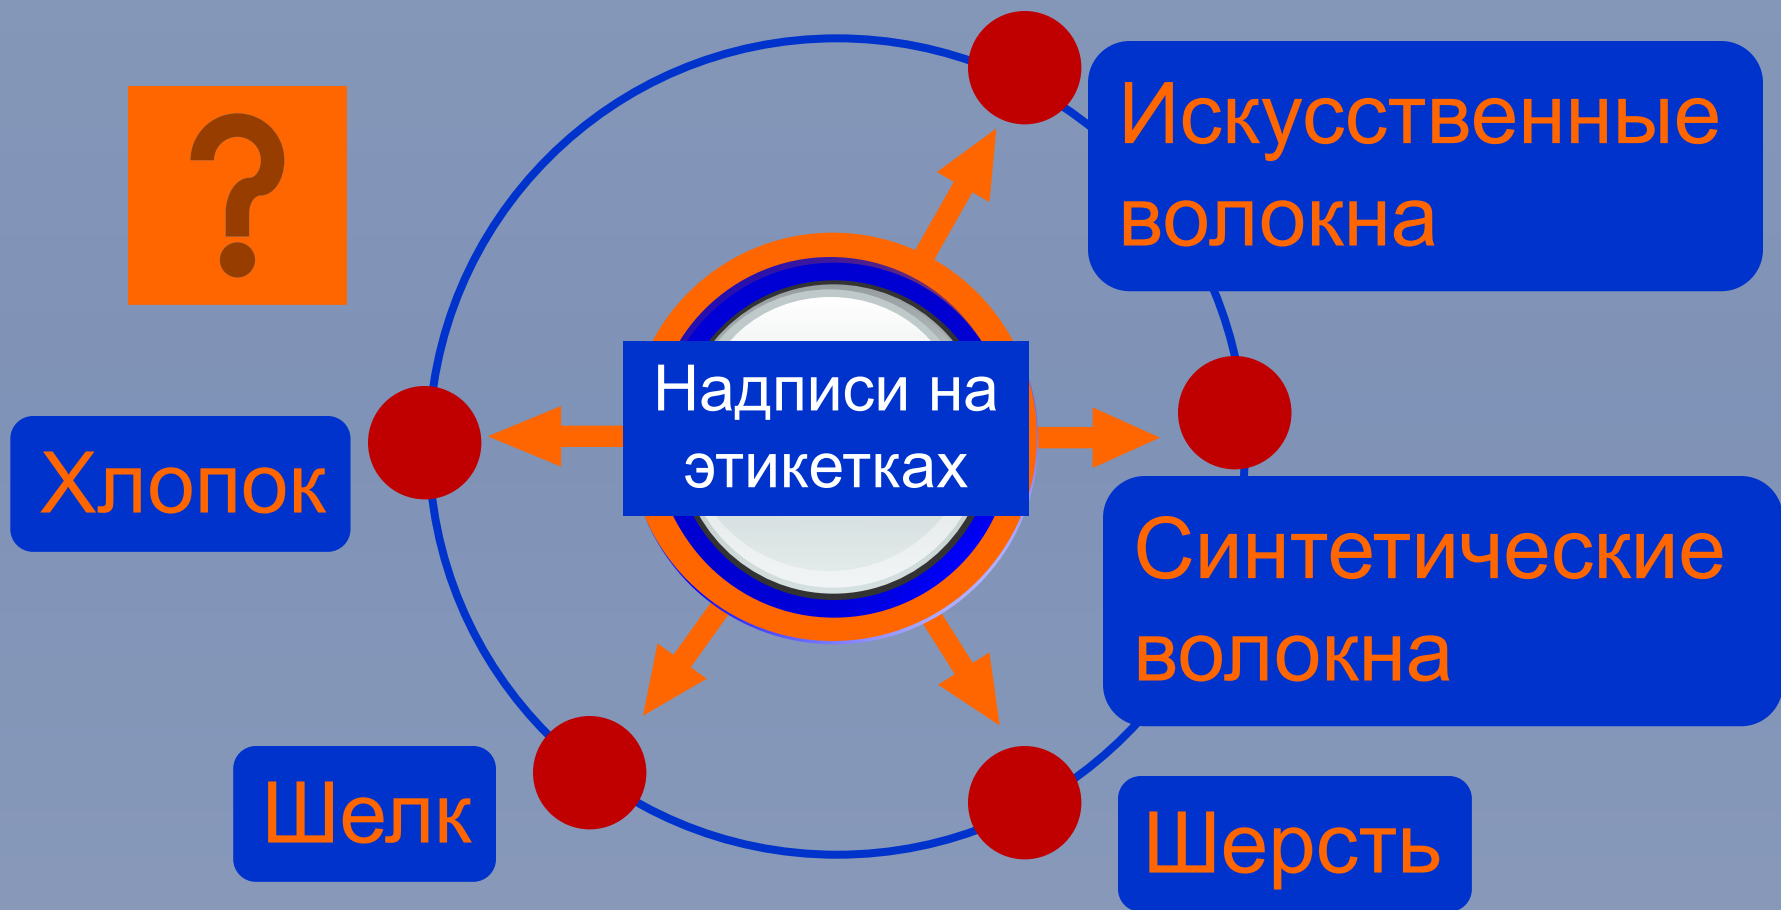 ?
Искусственные
волокна
Надписи на
этикетках
Хлопок
Синтетические
волокна
Шелк
Шерсть